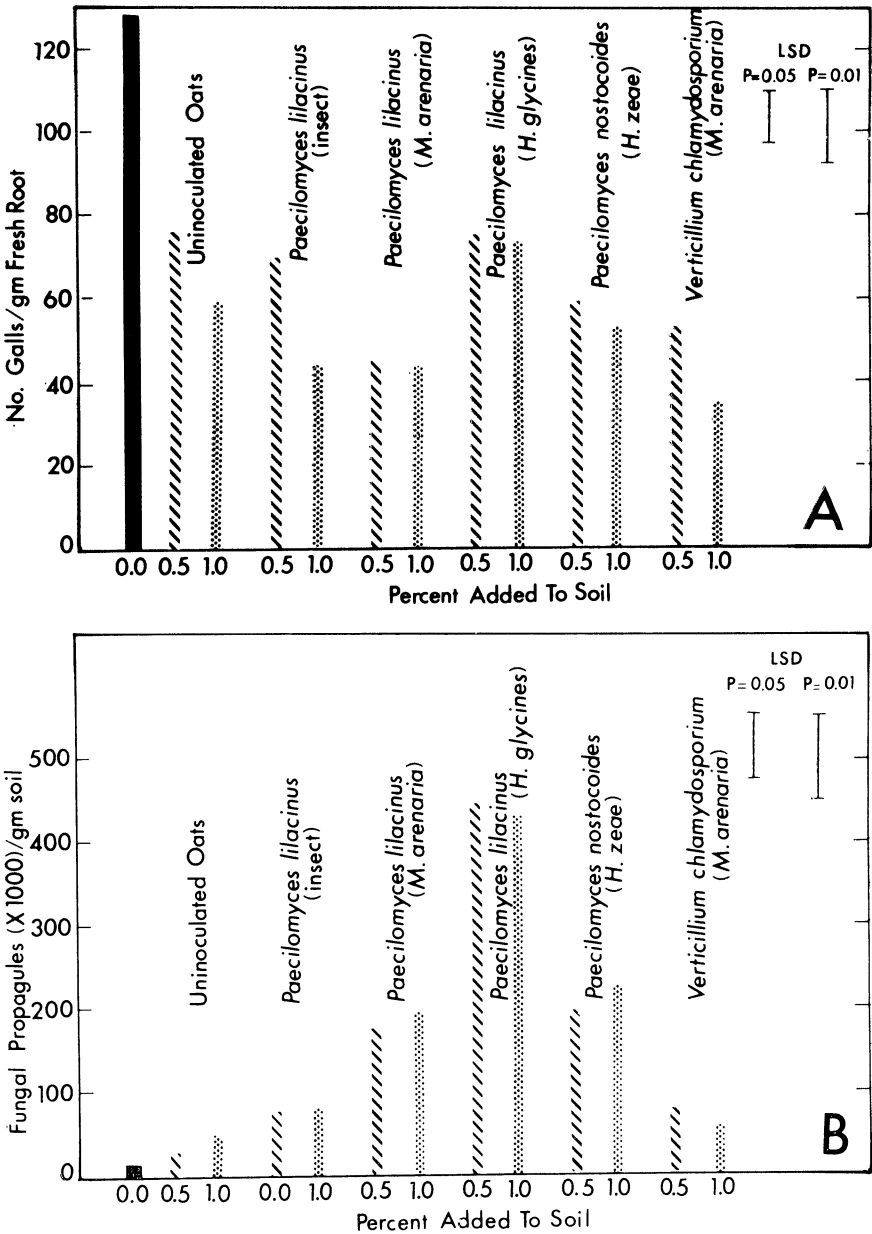 120
100
80
60
40
20
0
No. Galls/gm Fresh Root
Uninoculated Oats
Paecilomyces lilacinus
(insect)
Paecilomyces lilacinus
(M. arenaria)
Paecilomyces lilacinus
(H. glycines)
Paecilomyces nostocoides
(H. zeae)
Verticillium chlamydosporium
(M. arenaria)
LSD
P=0.05 P=0.01
A
0.0 0.5 1.0 0.5 1.0 0.5 1.0 0.5 1.0 0.5 1.0 0.5 1.0
Percent Added To Soil
500
400
300
200
100
0
Fungal Propagules (X1000)/gm soil
Uninoculated Oats
Paecilomyces lilacinus
(insect)
Paecilomyces lilacinus
(M. arenaria)
Paecilomyces lilacinus
(H. glycines)
Paecilomyces nostocoides
(H. zeae)
Verticillium chlamydosporium
(M. arenaria)
LSD
P=0.05 P=0.01
B
0.0 0.5 1.0 0.0 1.0 0.5 1.0 0.5 1.0 0.5 1.0 0.5 1.0
Percent Added To Soil